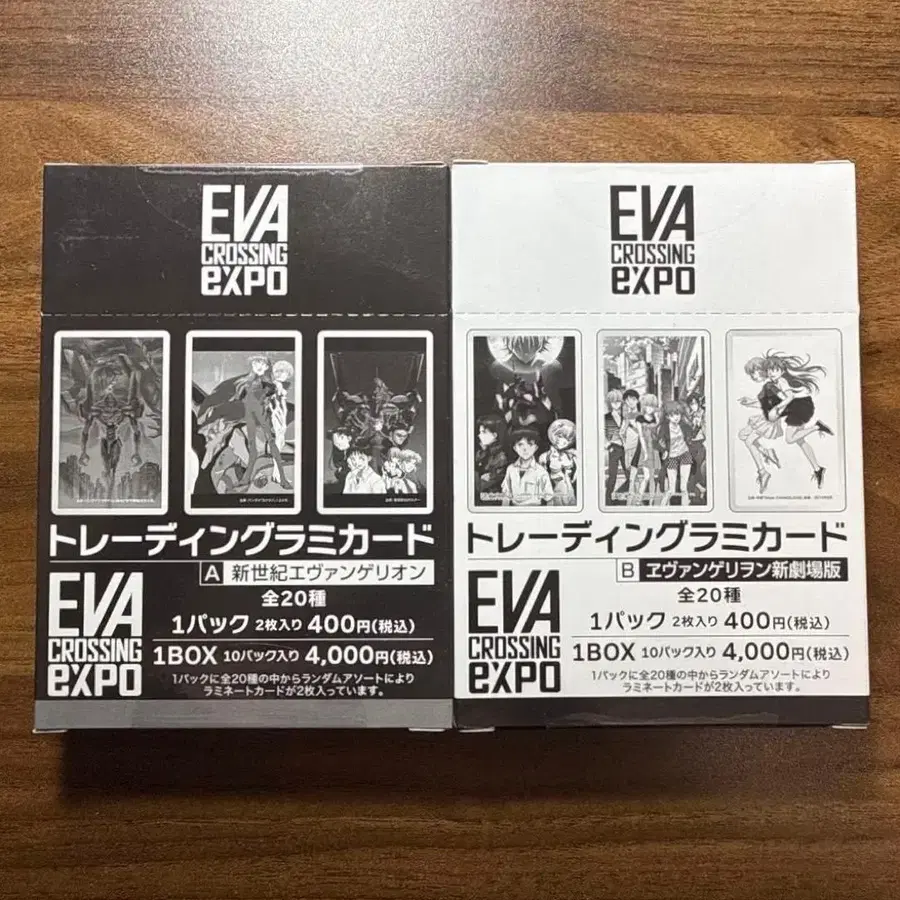 EVA
CROSSING
eXPO
トレーディングラミカード
A 新世紀エヴァンゲリオン
全20種
1パック 2枚入り 400円(税込)
1BOX 10パック入り 4,000円(税込)
1パックに全20種の中からランダムアソートにより
ラミネートカードが2枚入っています。
EVA
CROSSING
eXPO
EVA
CROSSING
eXPO
トレーディングラミカード
B ヱヴァンゲリヲン新劇場版
全20種
1パック 2枚入り 400円(税込)
1BOX 10パック入り 4,000円(税込)
1パックに全20種の中からランダムアソートにより
ラミネートカードが2枚入っています。
EVA
CROSSING
eXPO